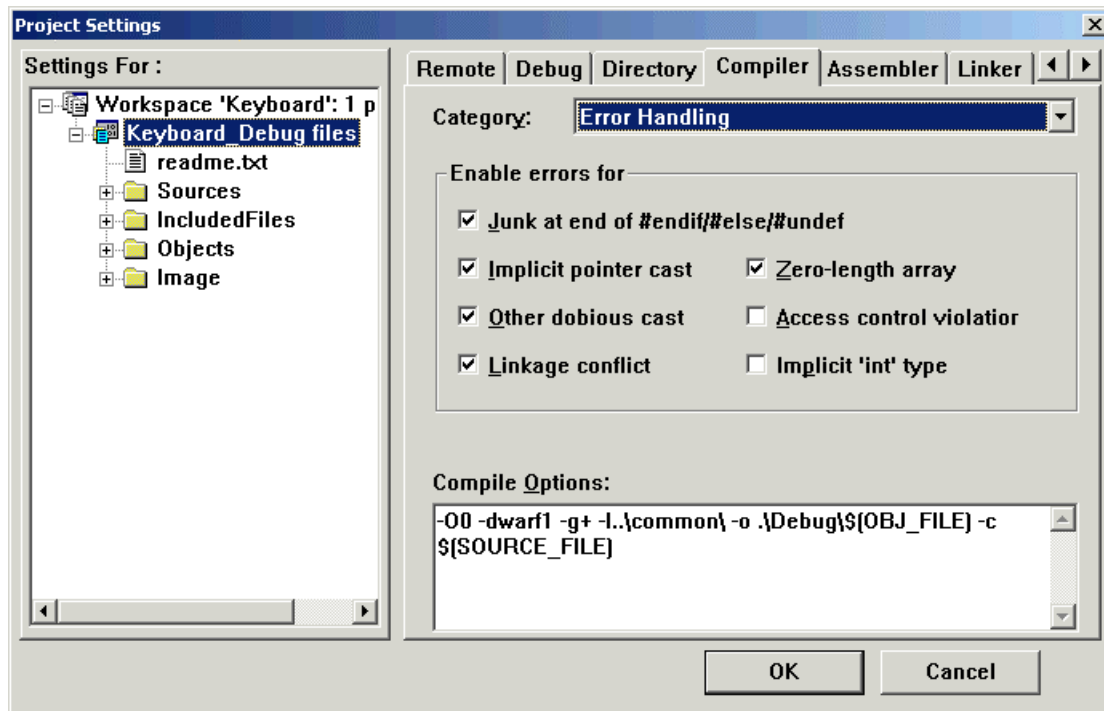 Project Settings
Settings For :
Workspace 'Keyboard': 1 p
Keyboard_Debug files
readme.txt
Sources
IncludedFiles
Objects
Image
Remote Debug Directory Compiler Assembler Linker
Category: Error Handling
Enable errors for
Junk at end of #endif/#else/#undef
Implicit pointer cast Zero-length array
Other dobious cast Access control violatior
Linkage conflict Implicit 'int' type
Compile Options:
-O0 -dwarf1 -g+ -I..\common\ -o .\Debug\$(OBJ_FILE) -c
$(SOURCE_FILE)
OK Cancel